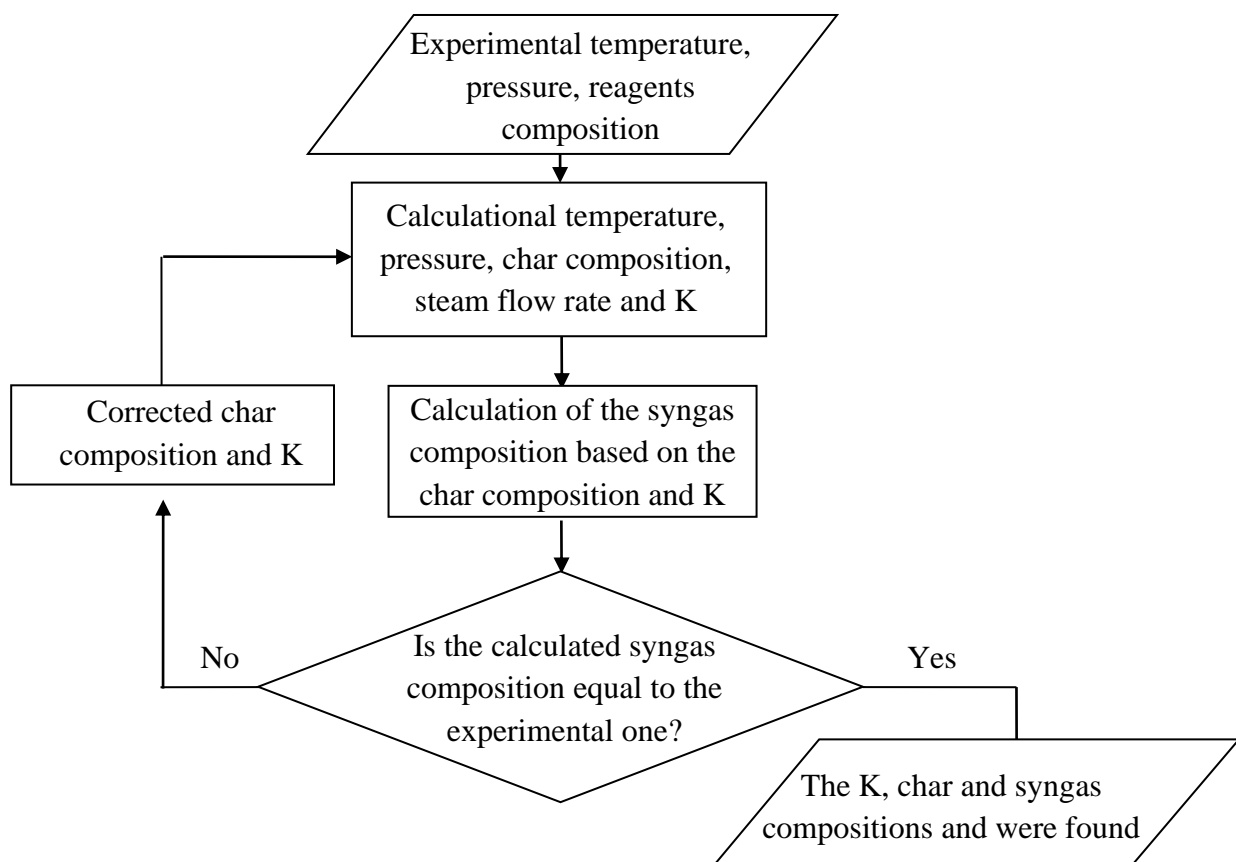 Experimental temperature,
pressure, reagents
composition
Calculational temperature,
pressure, char composition,
steam flow rate and K
Corrected char
composition and K
Calculation of the syngas
composition based on the
char composition and K
No
Is the calculated syngas
composition equal to the
experimental one?
Yes
The K, char and syngas
compositions and were found